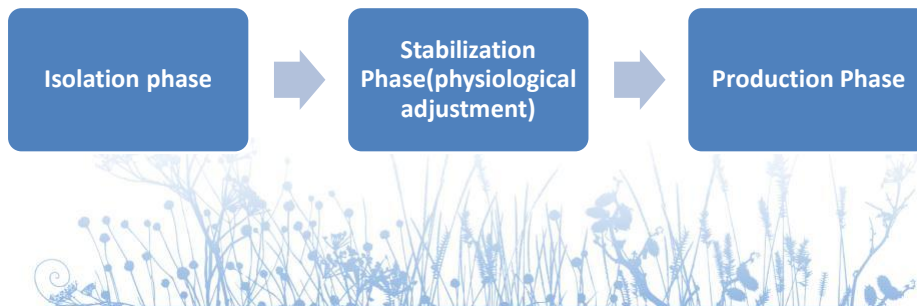 Isolation phase
Stabilization
Phase(physiological
adjustment)
Production Phase